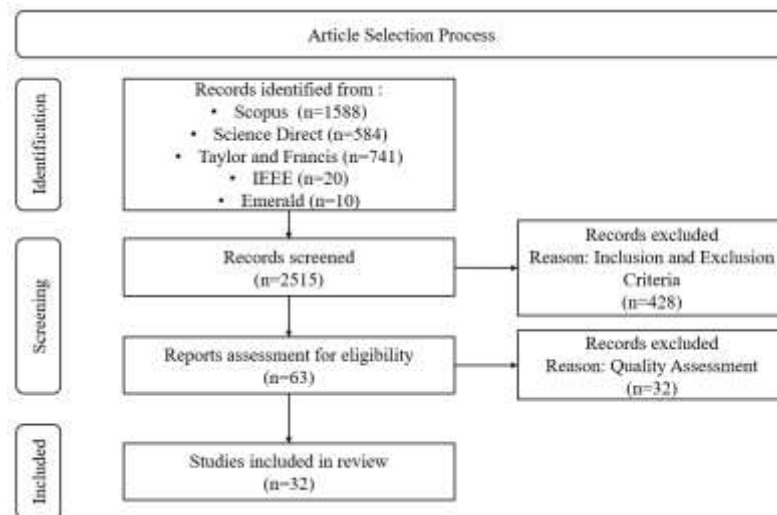 Article Selection Process
Identification
Records identified from :
• Scopus (n=1588)
• Science Direct (n=584)
• Taylor and Francis (n=741)
• IEEE (n=20)
• Emerald (n=10)
Screening
Records screened
(n=2515)
Records excluded
Reason: Inclusion and Exclusion
Criteria
(n=428)
Reports assessment for eligibility
(n=63)
Records excluded
Reason: Quality Assessment
(n=32)
Included
Studies included in review
(n=32)